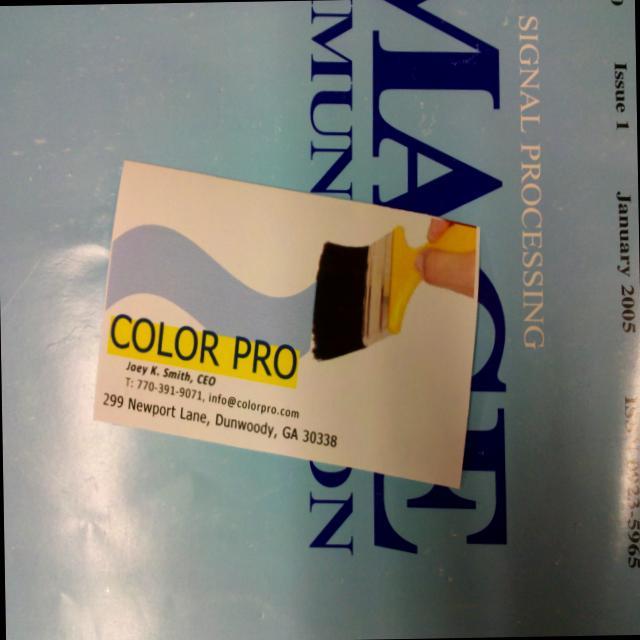 COLOR PRO
Joey K. Smith, CEO
T: 770-391-9071, info@colorpro.com
299 Newport Lane, Dunwoody, GA 30338
SIGNAL PROCESSING
Issue 1
January 2005